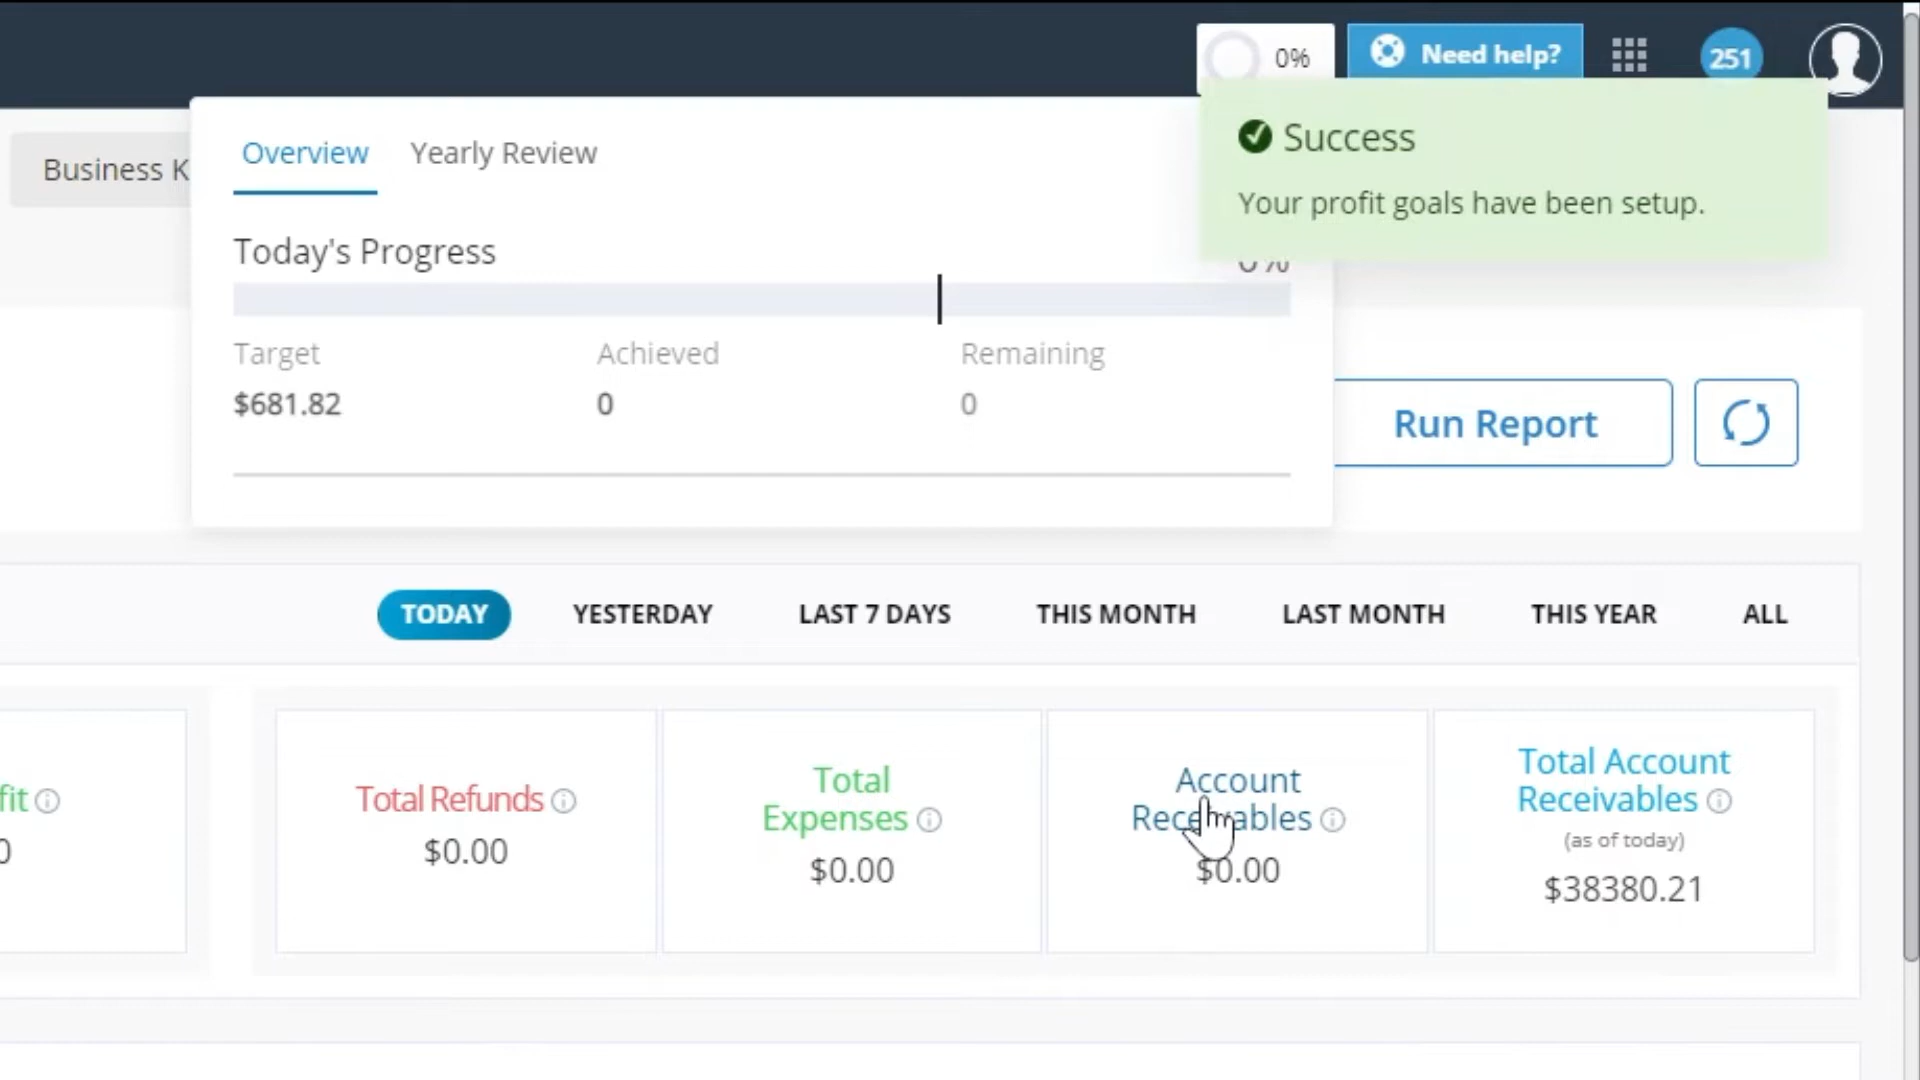 0%
Need help?
251
Success
Your profit goals have been setup.
Business K
Overview
Yearly Review
Today's Progress
0%
Target
Achieved
Remaining
$681.82
0
0
Run Report
TODAY
YESTERDAY
LAST 7 DAYS
THIS MONTH
LAST MONTH
THIS YEAR
ALL
fit
0
Total Refunds
$0.00
Total
Expenses
$0.00
Account
Receivables
$0.00
Total Account
Receivables
(as of today)
$38380.21